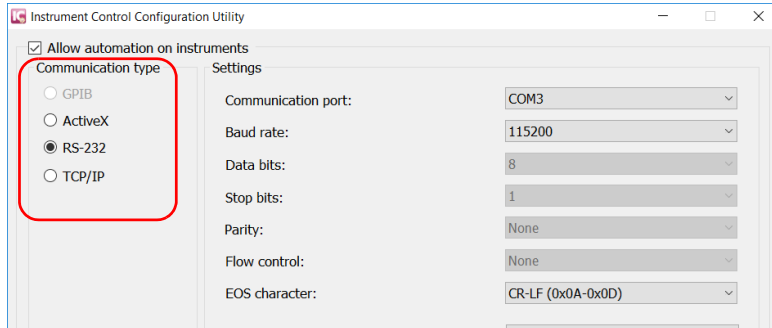 Instrument Control Configuration Utility
Allow automation on instruments
Communication type
GPIB
ActiveX
RS-232
TCP/IP
Settings
Communication port: COM3
Baud rate: 115200
Data bits: 8
Stop bits: 1
Parity: None
Flow control: None
EOS character: CR-LF (0x0A-0x0D)